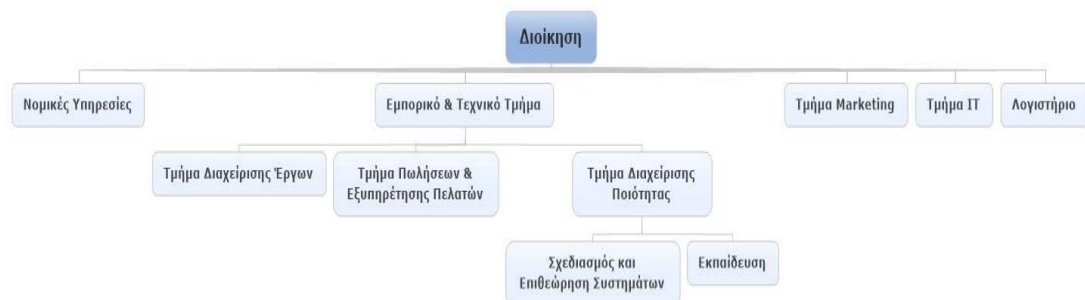 Διοίκηση
Νομικές Υπηρεσίες
Εμπορικό & Τεχνικό Τμήμα
Τμήμα Marketing
Τμήμα IT
Λογιστήριο
Τμήμα Διαχείρισης Έργων
Τμήμα Πωλήσεων &
Εξυπηρέτησης Πελατών
Τμήμα Διαχείρισης
Ποιότητας
Σχεδιασμός και
Επιθεώρηση Συστημάτων
Εκπαίδευση